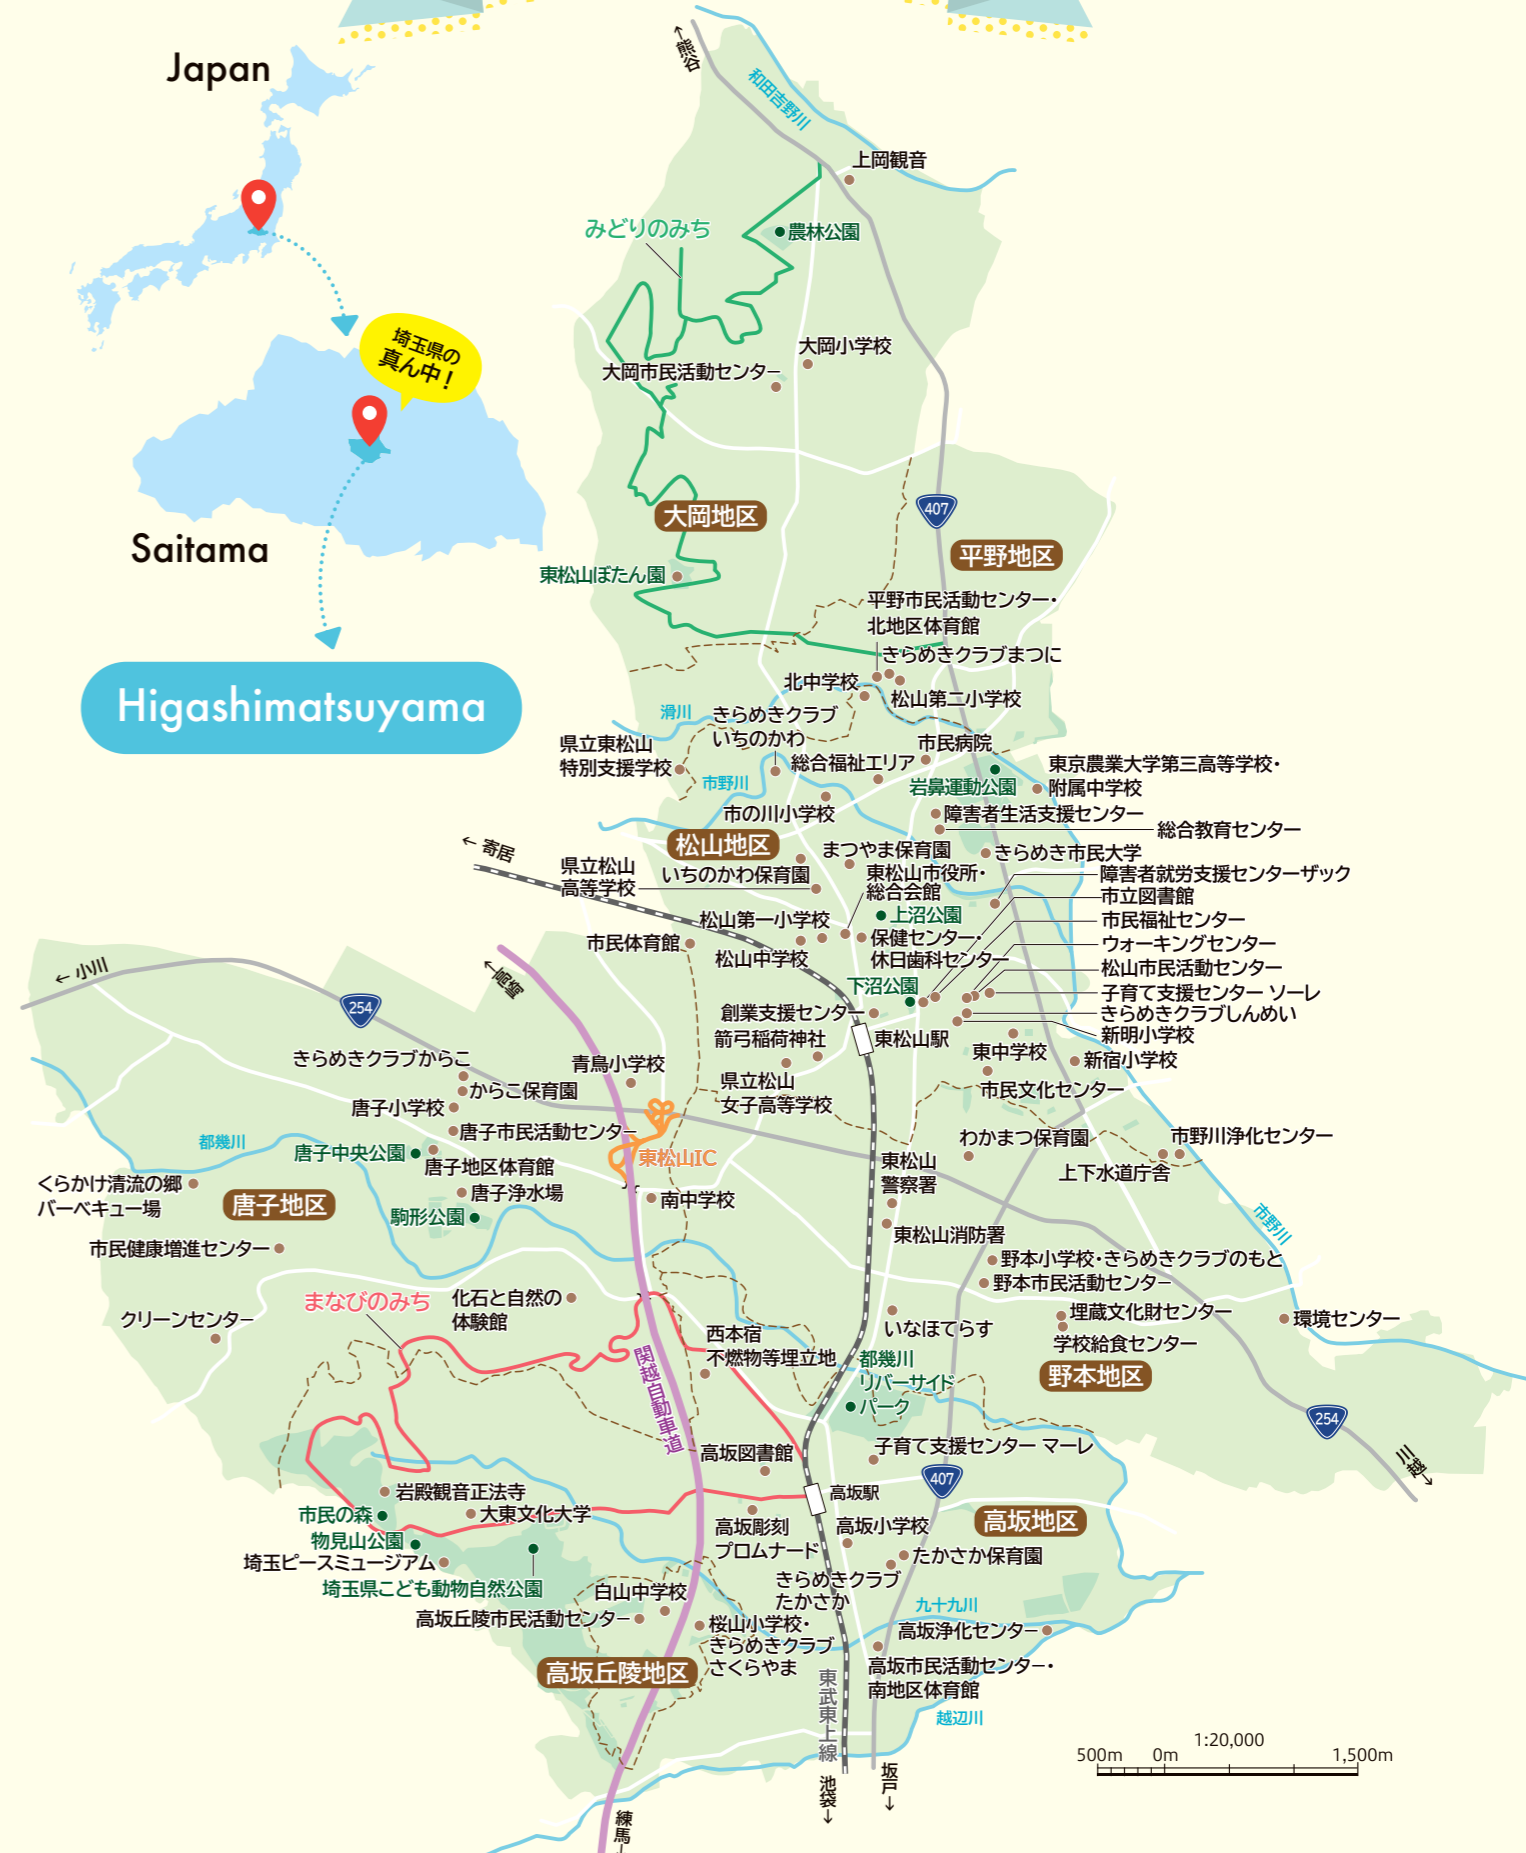 Japan
埼玉県の
真ん中！
Saitama
Higashimatsuyama
↑熊谷
和田吉野川
上岡観音
みどりのみち
農林公園
大岡小学校
大岡市民活動センター
大岡地区
407
平野地区
東松山ぼたん園
平野市民活動センター・
北地区体育館
きらめきクラブまつに
北中学校
松山第二小学校
滑川
きらめきクラブ
いちのかわ
県立東松山
特別支援学校
市野川
総合福祉エリア
市民病院
岩鼻運動公園
東京農業大学第三高等学校・
附属中学校
市の川小学校
障害者生活支援センター
総合教育センター
松山地区
まつやま保育園
きらめき市民大学
←寄居
県立松山
高等学校
いちのかわ保育園
東松山市役所・
総合会館
障害者就労支援センターザック
市立図書館
上沼公園
市民福祉センター
松山第一小学校
市民体育館
松山中学校
保健センター・
休日歯科センター
ウォーキングセンター
松山市民活動センター
下沼公園
子育て支援センター ソーレ
きらめきクラブしんめい
新明小学校
創業支援センター
箭弓稲荷神社
東松山駅
東中学校
新宿小学校
県立松山
女子高等学校
市民文化センター
←小川
↑高崎
254
きらめきクラブからこ
からこ保育園
青鳥小学校
唐子小学校
唐子市民活動センター
都幾川
唐子中央公園
唐子地区体育館
東松山IC
わかまつ保育園
市野川浄化センター
上下水道庁舎
東松山
警察署
くらかけ清流の郷
バーベキュー場
唐子地区
唐子浄水場
駒形公園
南中学校
市野川
東松山消防署
市民健康増進センター
野本小学校・きらめきクラブのもと
野本市民活動センター
まなびのみち
化石と自然の
体験館
クリーンセンター
いなほてらす
埋蔵文化財センター
学校給食センター
環境センター
西本宿
不燃物等埋立地
関越自動車道
都幾川
リバーサイド
パーク
野本地区
254
川越→
高坂図書館
子育て支援センター マーレ
407
高坂駅
高坂地区
岩殿観音正法寺
市民の森
大東文化大学
物見山公園
埼玉ピースミュージアム
埼玉県こども動物自然公園
高坂彫刻
プロムナード
高坂小学校
たかさか保育園
きらめきクラブ
たかさか
白山中学校
高坂丘陵市民活動センター
桜山小学校・
きらめきクラブ
さくらやま
九十九川
高坂浄化センター
高坂丘陵地区
高坂市民活動センター・
南地区体育館
越辺川
東武東上線
池袋→
坂戸→
練馬→
1:20,000
500m 0m 1,500m